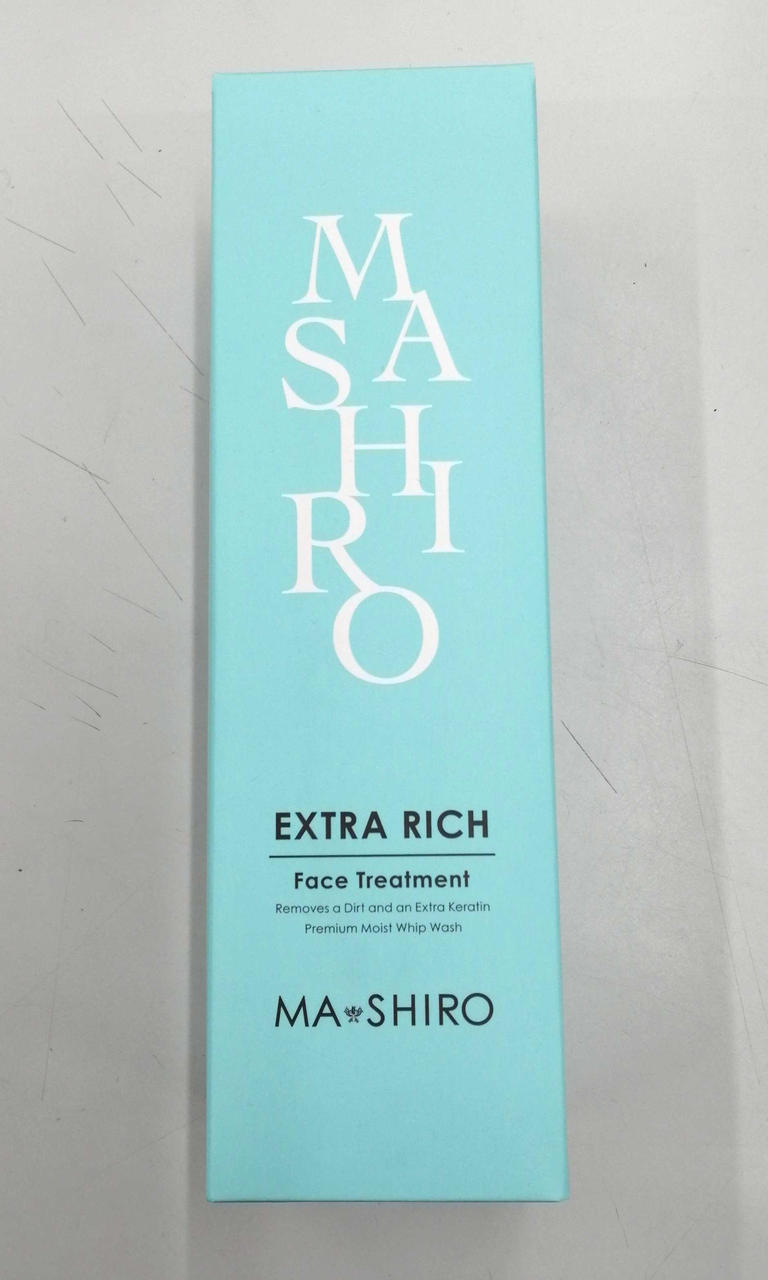 MASHIRO
EXTRA RICH
Face Treatment
Removes a Dirt and an Extra Keratin
Premium Moist Whip Wash
MA SHIRO